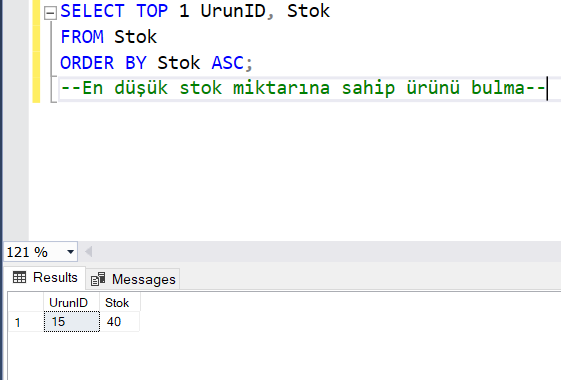 SELECT TOP 1 UrunID, Stok
FROM Stok
ORDER BY Stok ASC;
--En düşük stok miktarına sahip ürünü bulma--
121 %
Results Messages
UrunID Stok
1 15 40